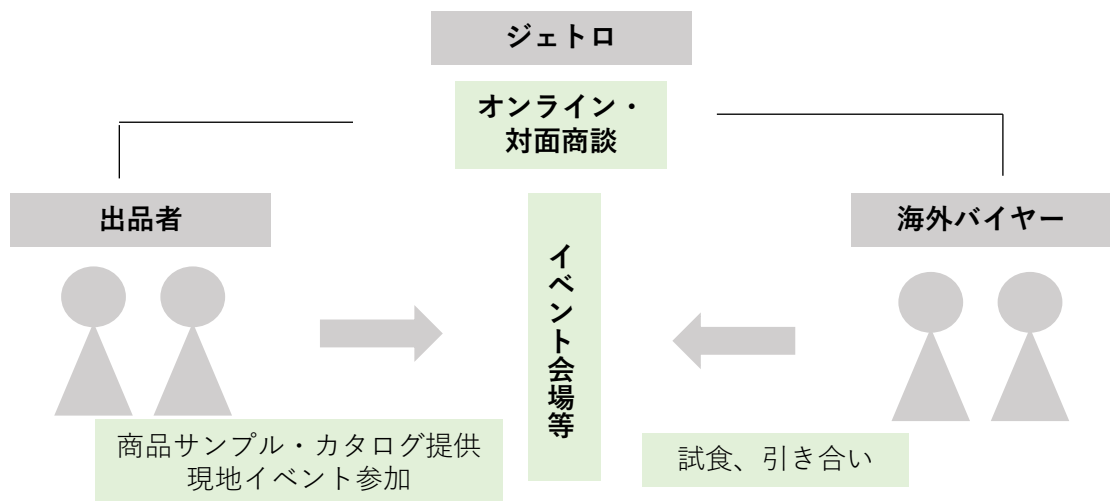 ジェトロ
オンライン・
対面商談
出品者
海外バイヤー
イベント会場等
商品サンプル・カタログ提供
現地イベント参加
試食、引き合い